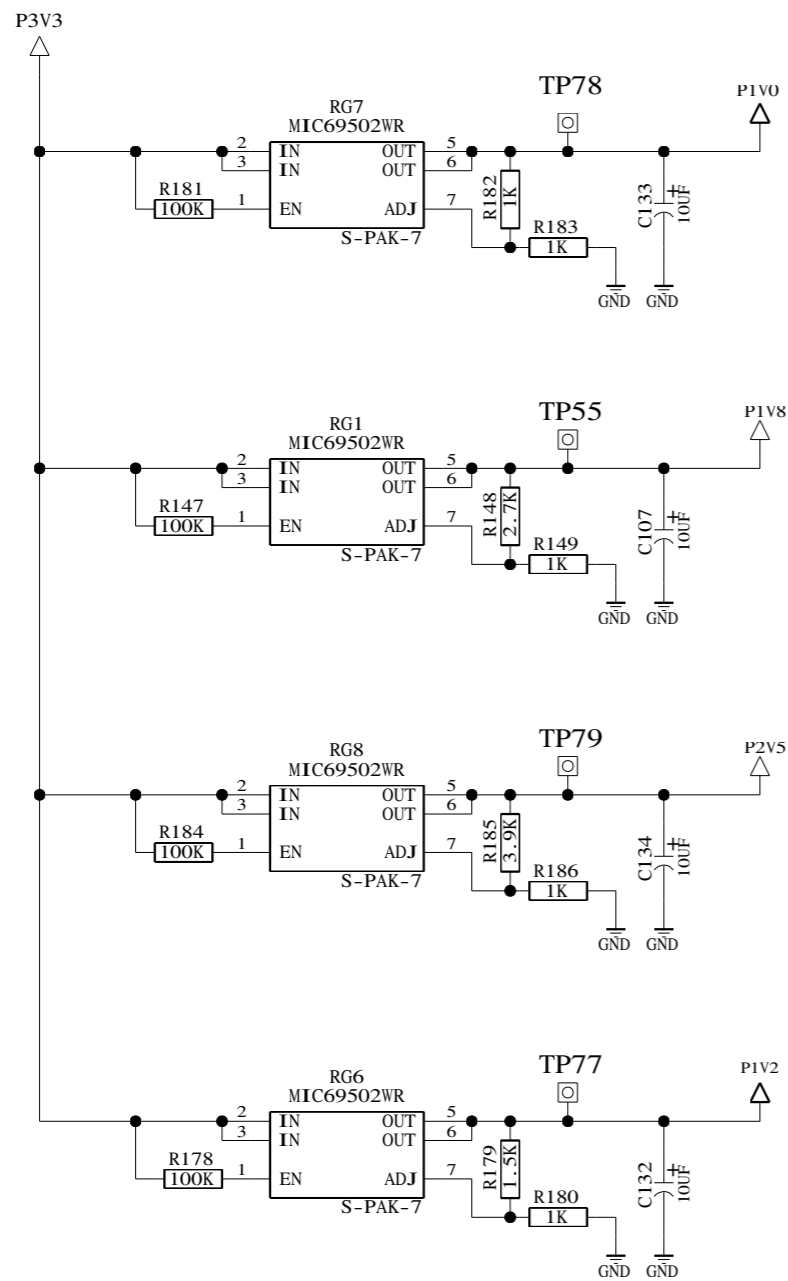 P3V3
TP78
P1V0
RG7
MIC69502WR
2 IN OUT 5
3 IN OUT 6
R181
100K
1 EN ADJ 7
S-PAK-7
R182
1K
R183
1K
C133
10UF
GND
GND
TP55
P1V8
RG1
MIC69502WR
2 IN OUT 5
3 IN OUT 6
R147
100K
1 EN ADJ 7
S-PAK-7
R148
2.7K
R149
1K
C107
10UF
GND
GND
TP79
P2V5
RG8
MIC69502WR
2 IN OUT 5
3 IN OUT 6
R184
100K
1 EN ADJ 7
S-PAK-7
R185
3.9K
R186
1K
C134
10UF
GND
GND
TP77
P1V2
RG6
MIC69502WR
2 IN OUT 5
3 IN OUT 6
R178
100K
1 EN ADJ 7
S-PAK-7
R179
1.5K
R180
1K
C132
10UF
GND
GND